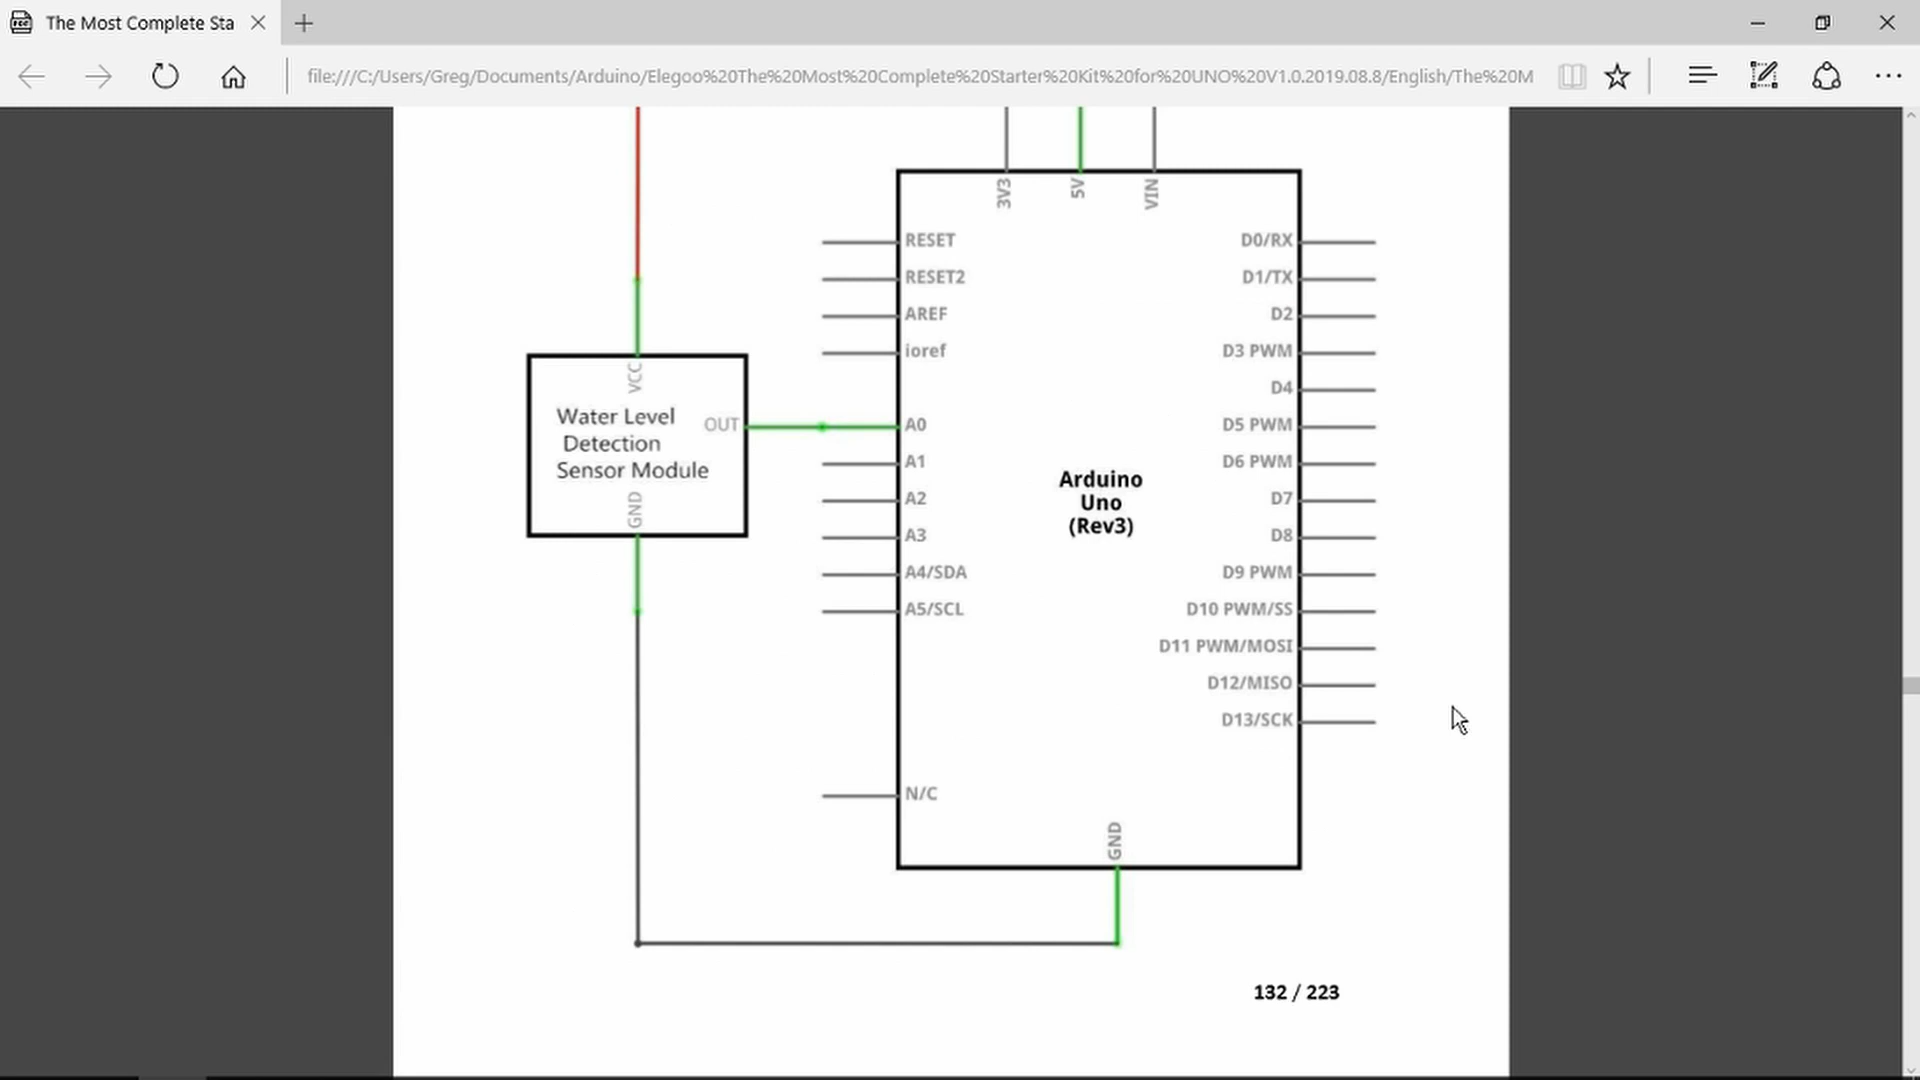 The Most Complete Sta
file:///C:/Users/Greg/Documents/Arduino/Elegoo%20The%20Most%20Complete%20Starter%20Kit%20for%20UNO%20V1.0.2019.08.8/English/The%20M
3V3
5V
VIN
RESET
RESET2
AREF
ioref
A0
A1
A2
A3
A4/SDA
A5/SCL
N/C
D0/RX
D1/TX
D2
D3 PWM
D4
D5 PWM
D6 PWM
D7
D8
D9 PWM
D10 PWM/SS
D11 PWM/MOSI
D12/MISO
D13/SCK
GND
Arduino
Uno
(Rev3)
VCC
Water Level
Detection
Sensor Module
OUT
GND
132 / 223